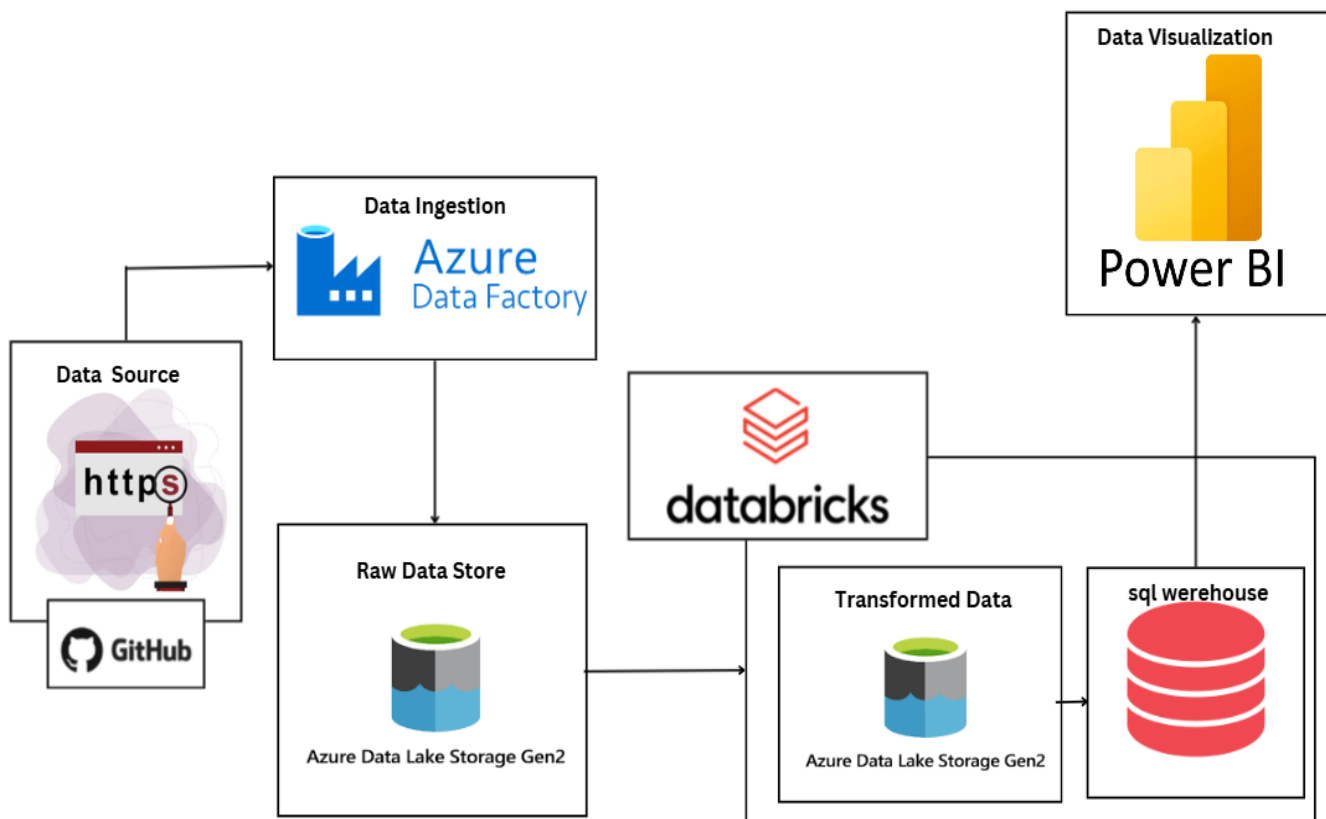 Data Visualization
Power BI
Data Ingestion
Azure
Data Factory
Data Source
https
GitHub
databricks
Raw Data Store
Azure Data Lake Storage Gen2
Transformed Data
Azure Data Lake Storage Gen2
sql werehouse